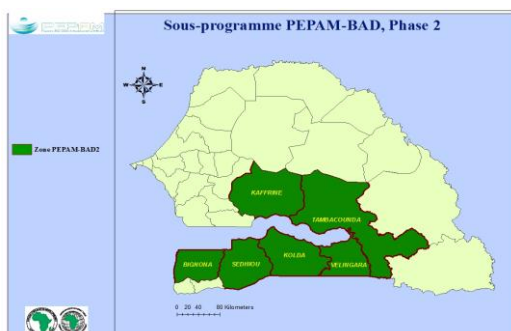 Sous-programme PEPAM-BAD, Phase 2
N
W E
S
Zone PEPAM-BAD2
KAFFRINE
TAMBACOUNDA
KOLDA
BIGNONA
SEDHIOU
VELINGARA
0 20 40 80 Kilometers